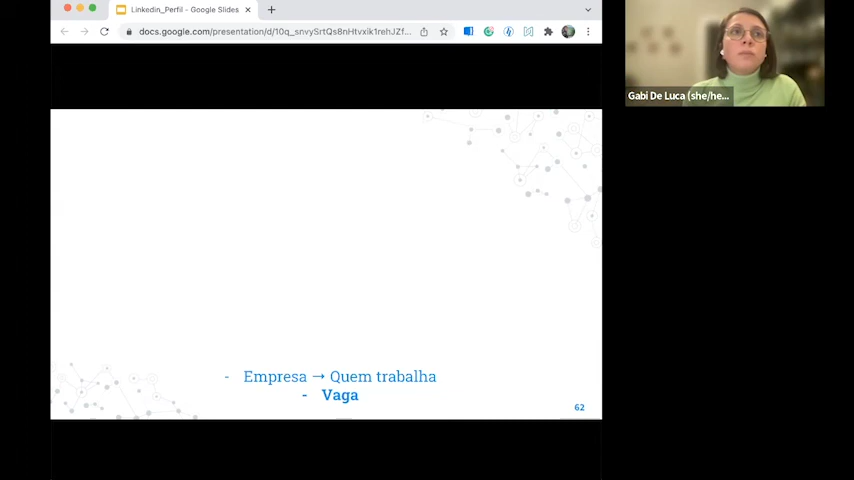 Linkedin_Perfil - Google Slides
docs.google.com/presentation/d/10q_snvySrtQs8nHtvxik1rehJZf...
Gabi De Luca (she/he...
- Empresa → Quem trabalha
- Vaga
62